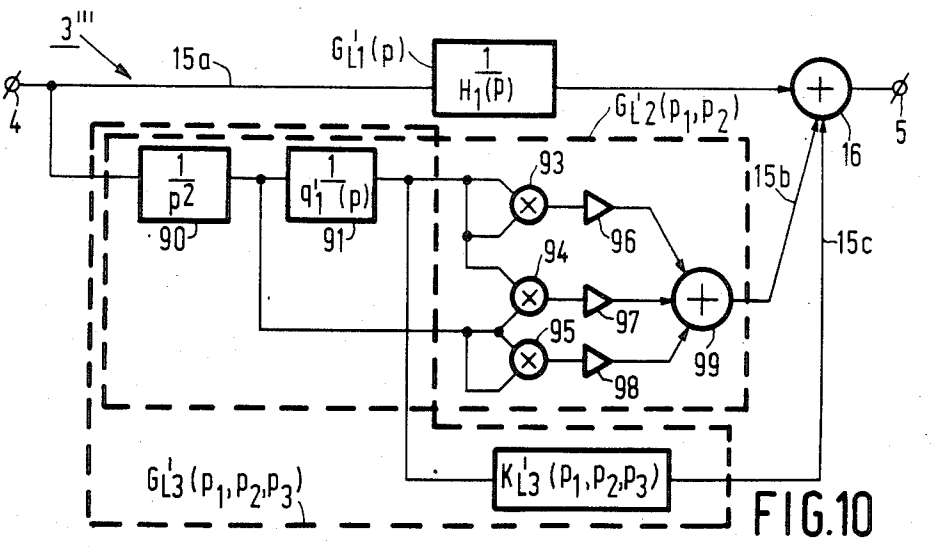 3'''
15a
G'L1(p)
1
H1(p)
G'L2(p1,p2)
4
5
16
93
1
p2
90
1
q'1(p)
91
96
15b
15c
94
97
95
98
99
G'L3(p1,p2,p3)
K'L3(p1,p2,p3)
FIG.10